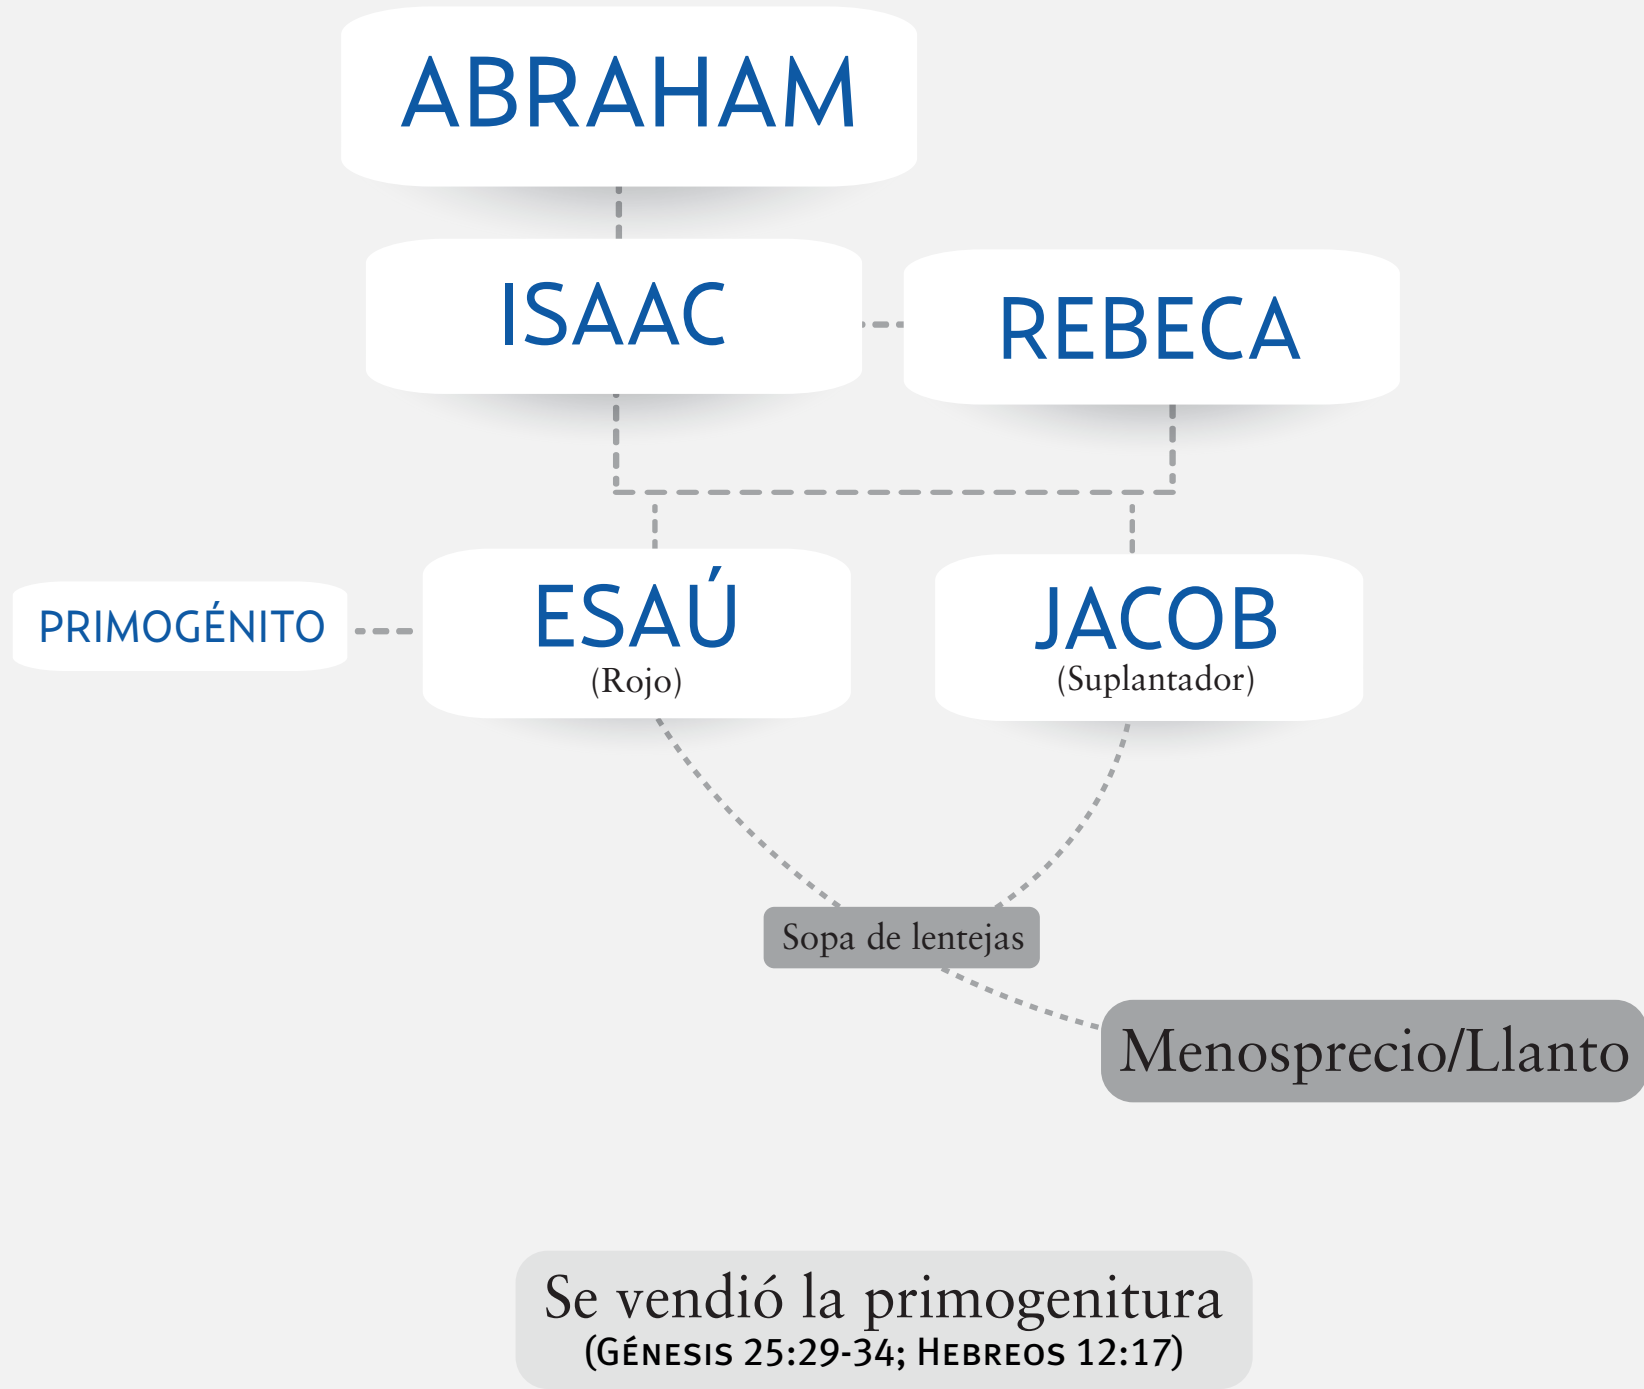 ABRAHAM
ISAAC
REBECA
PRIMOGÉNITO
ESAÚ
(Rojo)
JACOB
(Suplantador)
Sopa de lentejas
Menosprecio/Llanto
Se vendió la primogenitura
(Génesis 25:29-34; Hebreos 12:17)